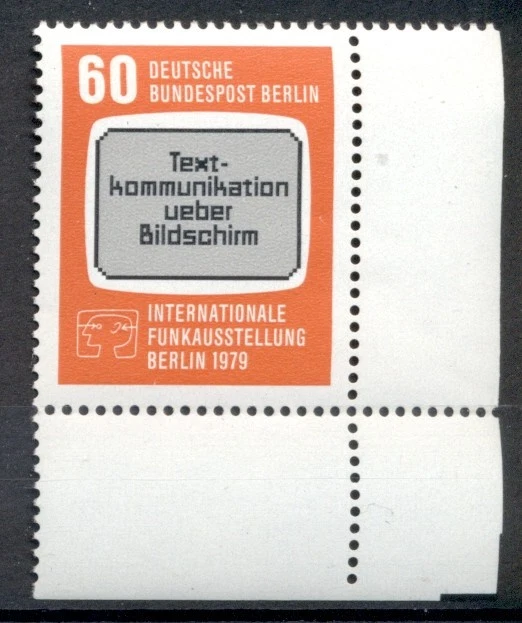 60 DEUTSCHE
BUNDESPOST BERLIN
Text-
kommunikation
ueber
Bildschirm
INTERNATIONALE
FUNKAUSSTELLUNG
BERLIN 1979